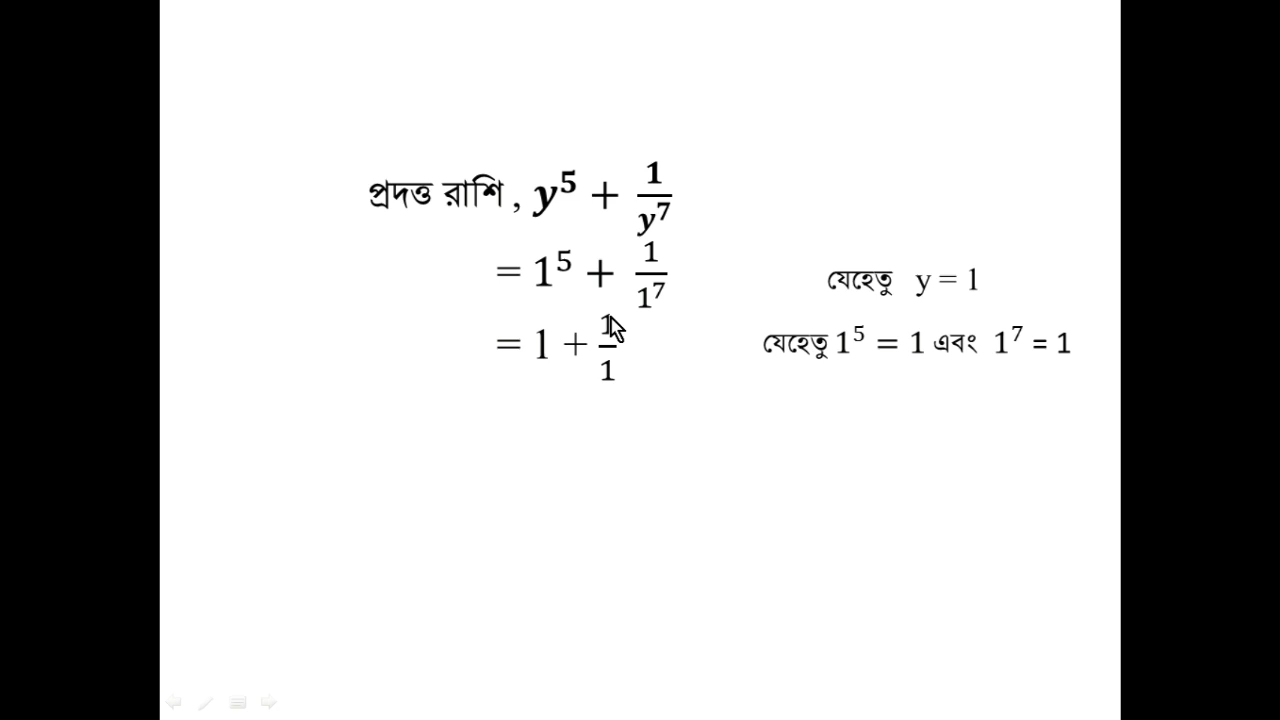 প্রদত্ত রাশি , y⁵ + 1/y⁷
= 1⁵ + 1/1⁷ যেহেতু y = 1
= 1 + 1/1 যেহেতু 1⁵ = 1 এবং 1⁷ = 1